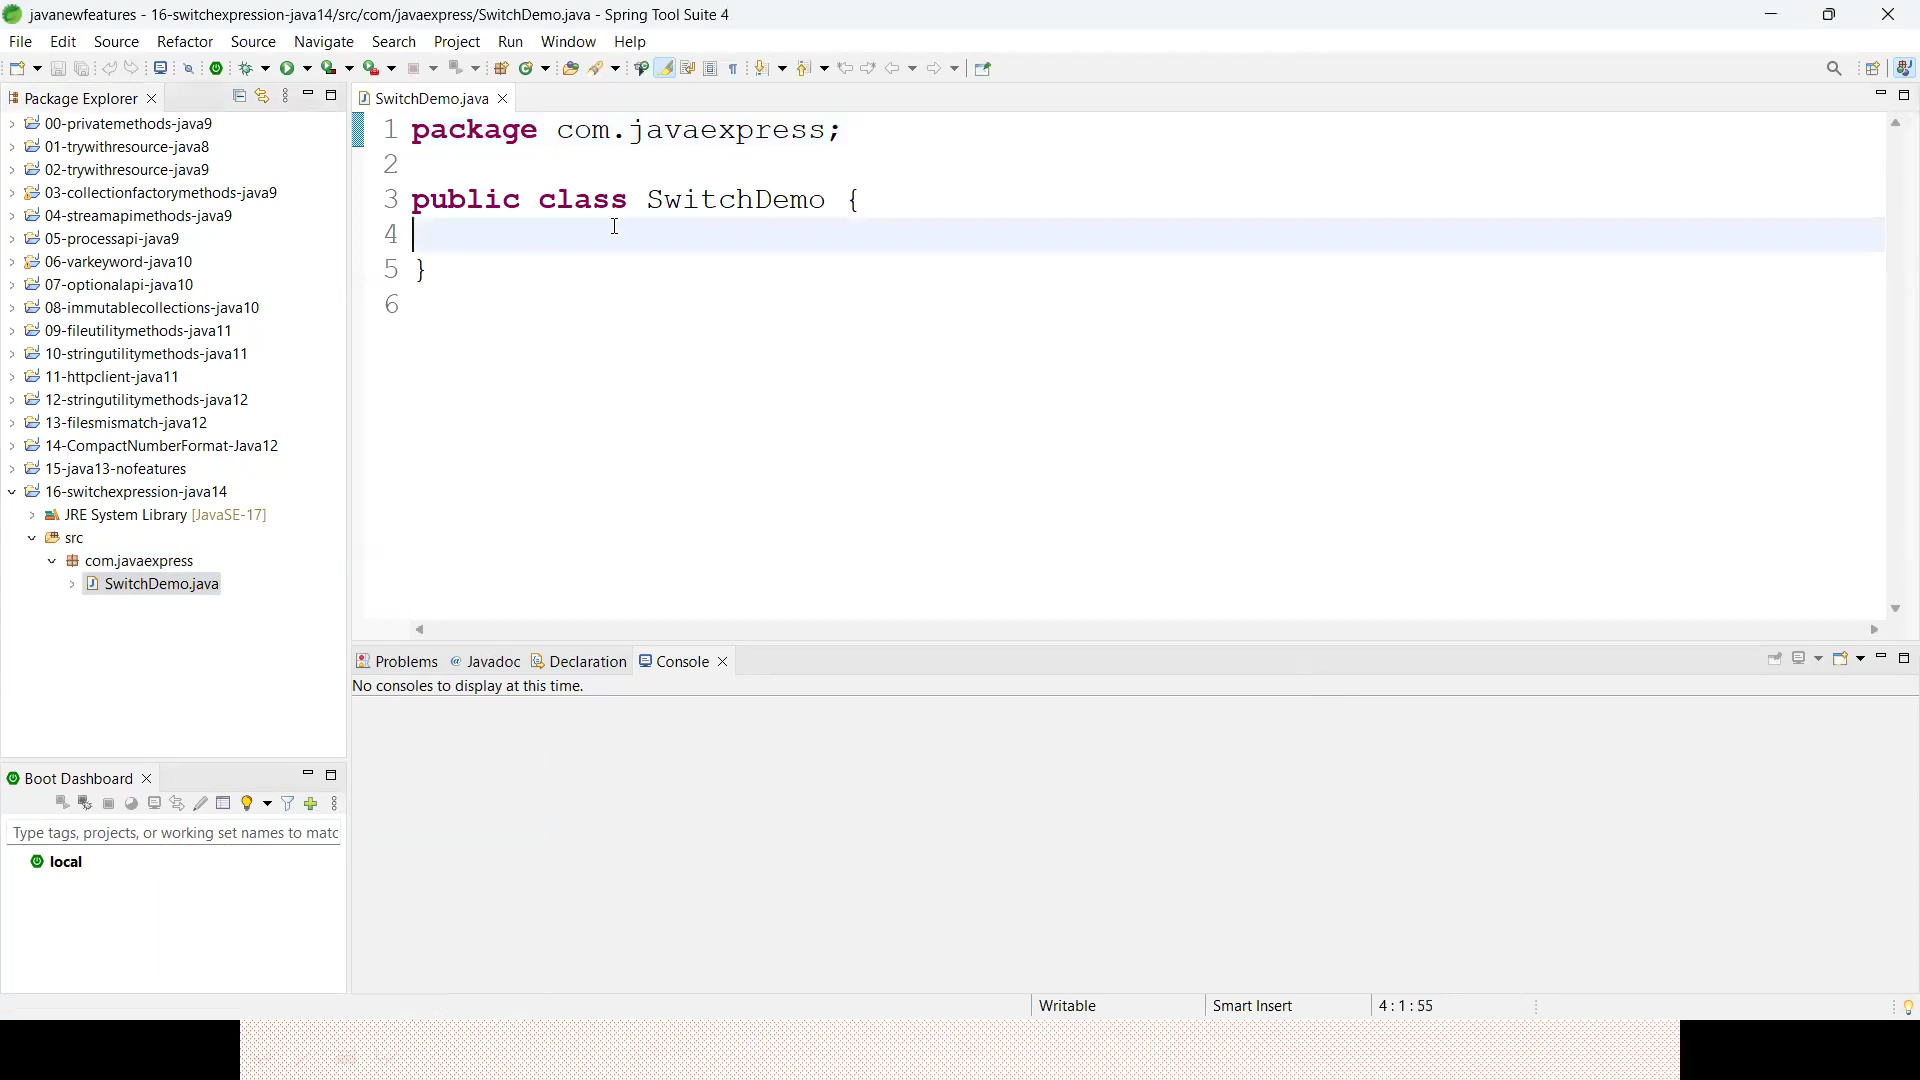 javanewfeatures - 16-switchexpression-java14/src/com/javaexpress/SwitchDemo.java - Spring Tool Suite 4
File Edit Source Refactor Source Navigate Search Project Run Window Help
Package Explorer
00-privatemethods-java9
01-trywithresource-java8
02-trywithresource-java9
03-collectionfactorymethods-java9
04-streamapimethods-java9
05-processapi-java9
06-varkeyword-java10
07-optionalapi-java10
08-immutablecollections-java10
09-fileutilitymethods-java11
10-stringutilitymethods-java11
11-httpclient-java11
12-stringutilitymethods-java12
13-filesmismatch-java12
14-CompactNumberFormat-Java12
15-java13-nofeatures
16-switchexpression-java14
JRE System Library [JavaSE-17]
src
com.javaexpress
SwitchDemo.java
SwitchDemo.java
1 package com.javaexpress;
2
3 public class SwitchDemo {
4
5 }
6
Problems @ Javadoc Declaration Console
No consoles to display at this time.
Boot Dashboard
Type tags, projects, or working set names to matc
local
Writable Smart Insert 4 : 1 : 55